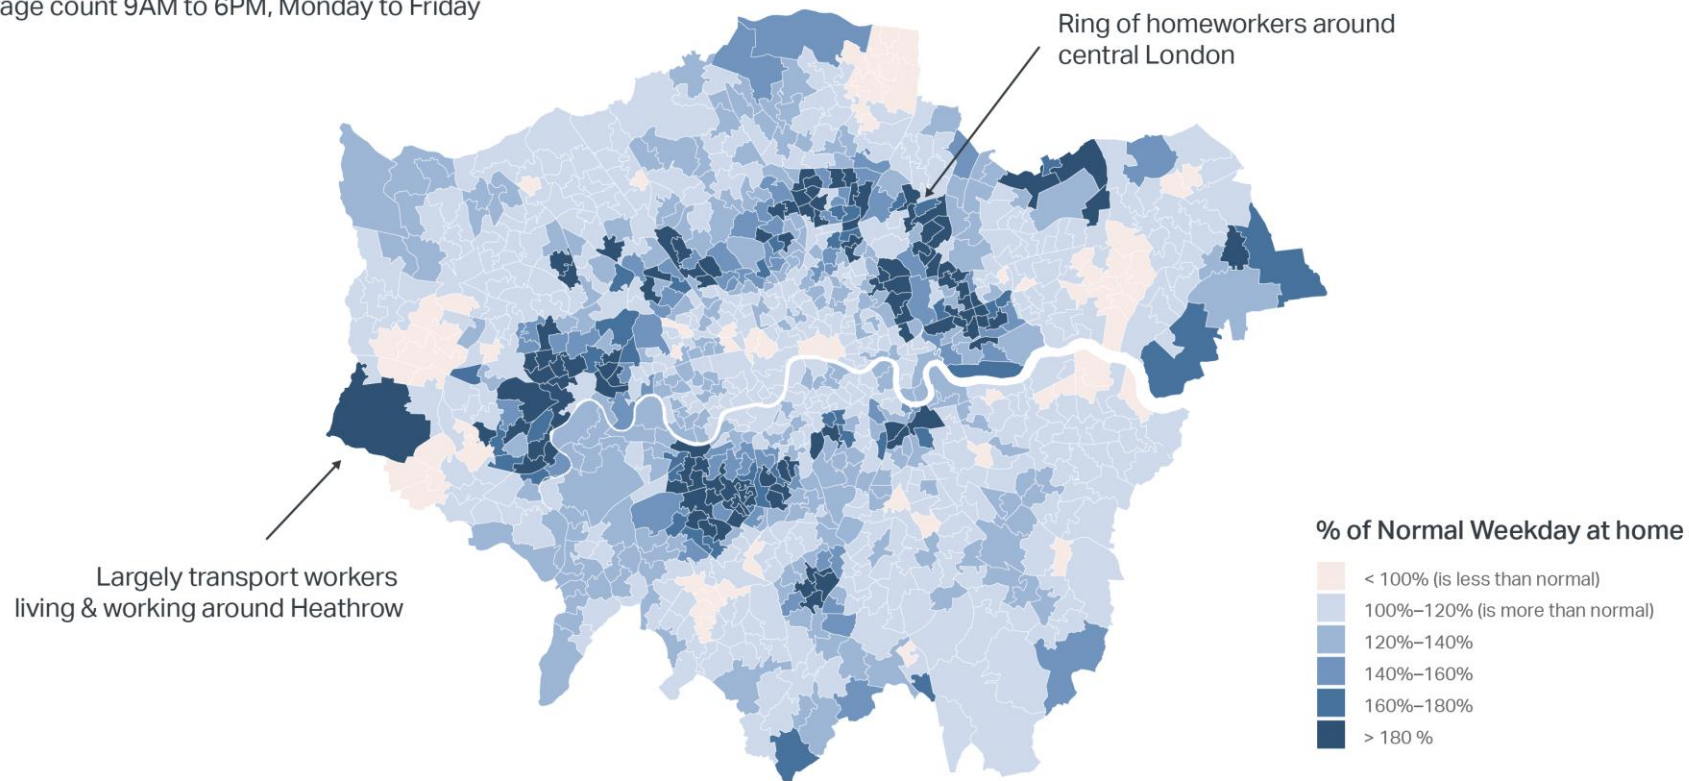 age count 9AM to 6PM, Monday to Friday
Ring of homeworkers around
central London
Largely transport workers
living & working around Heathrow
% of Normal Weekday at home
< 100% (is less than normal)
100%–120% (is more than normal)
120%–140%
140%–160%
160%–180%
> 180 %